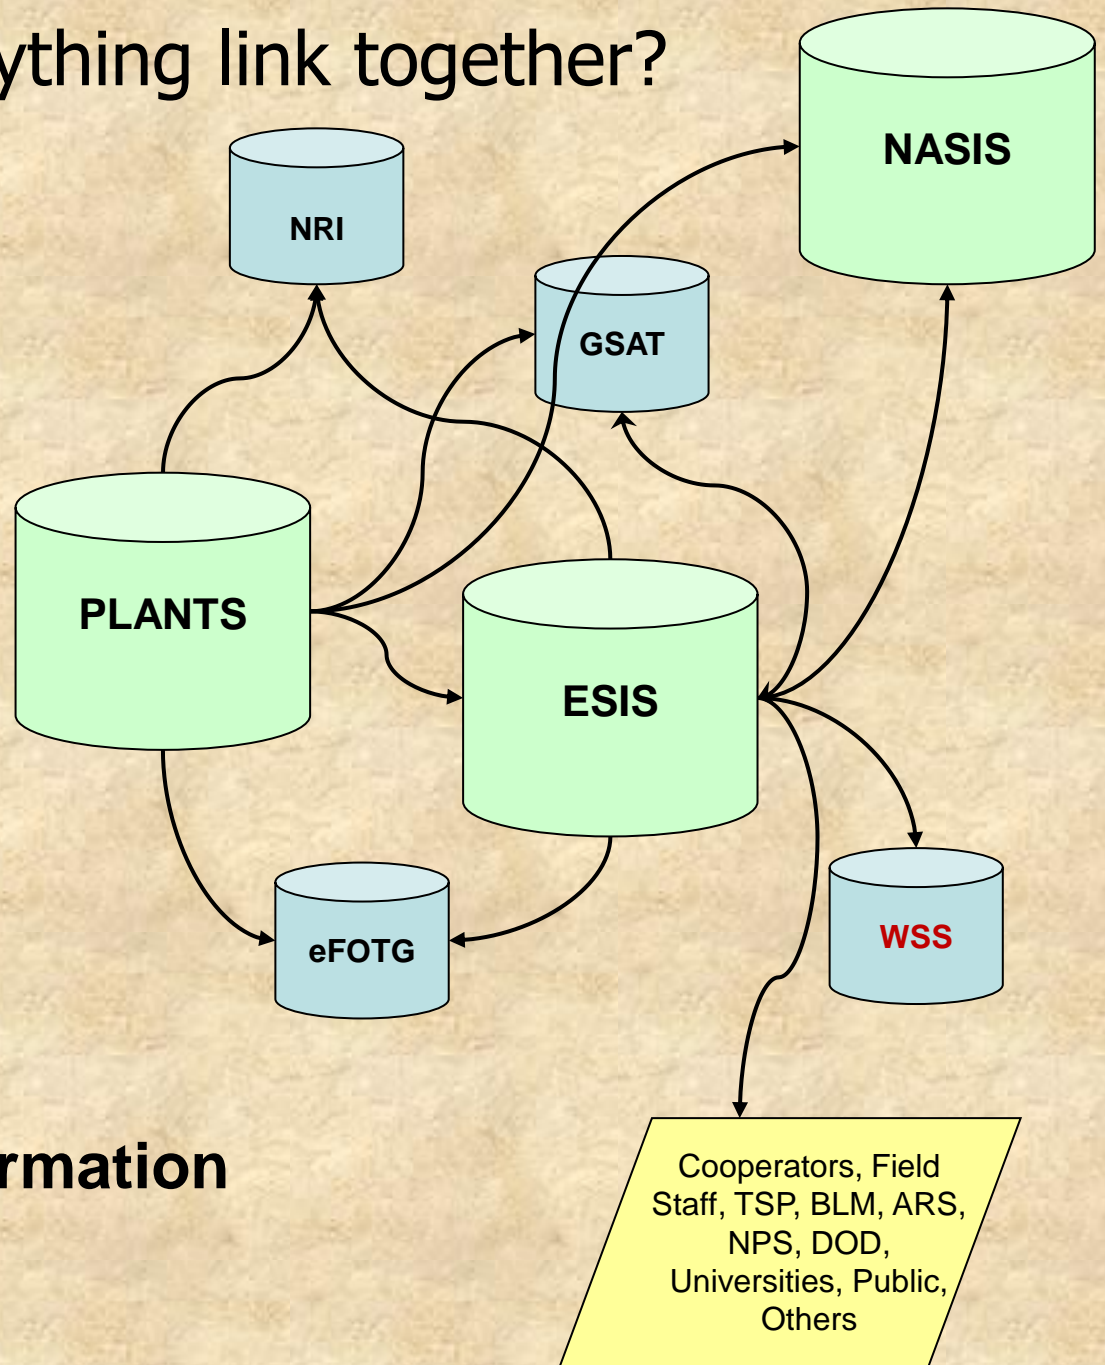 ything link together?
NASIS
NRI
GSAT
PLANTS
ESIS
eFOTG
WSS
rmation
Cooperators, Field
Staff, TSP, BLM, ARS,
NPS, DOD,
Universities, Public,
Others